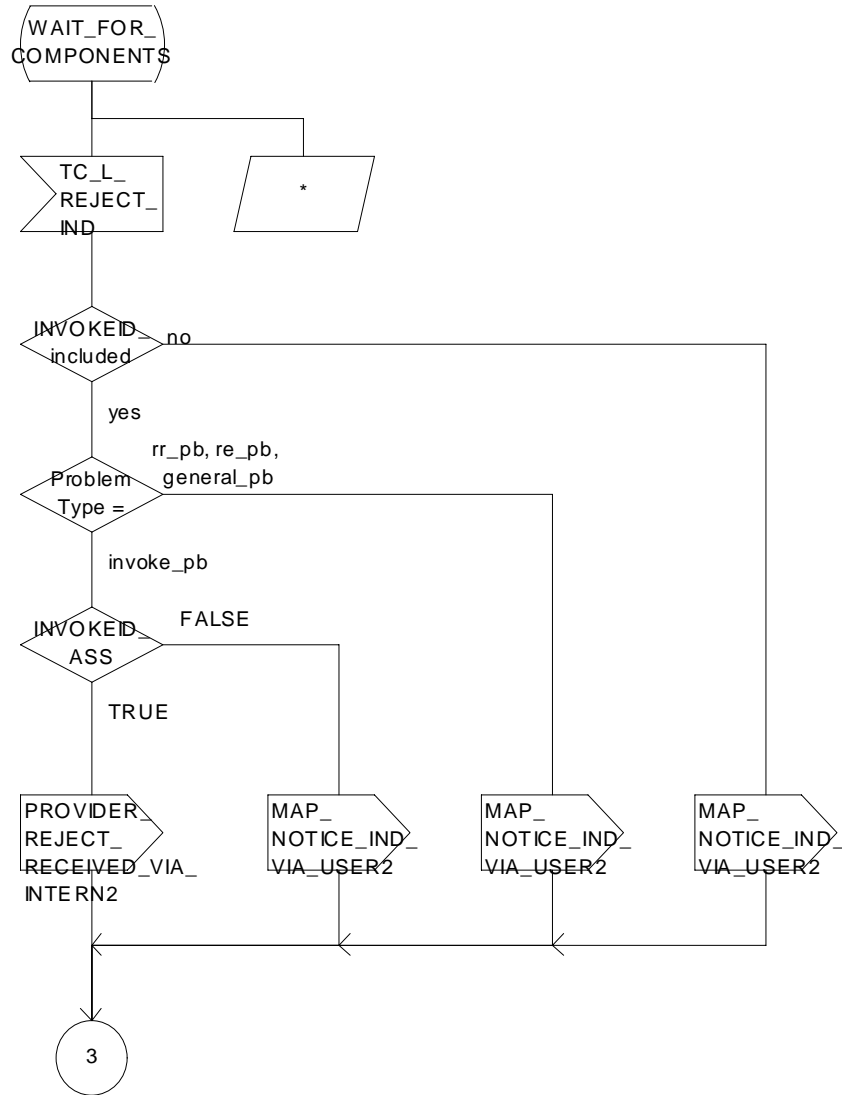 WAIT_FOR_
COMPONENTS
TC_L_
REJECT_
IND
*
INVOKEID_
included
no
yes
rr_pb, re_pb,
general_pb
Problem
Type =
invoke_pb
INVOKEID_
ASS
FALSE
TRUE
PROVIDER_
REJECT_
RECEIVED_VIA_
INTERN2
MAP_
NOTICE_IND_
VIA_USER2
MAP_
NOTICE_IND_
VIA_USER2
MAP_
NOTICE_IND_
VIA_USER2
3